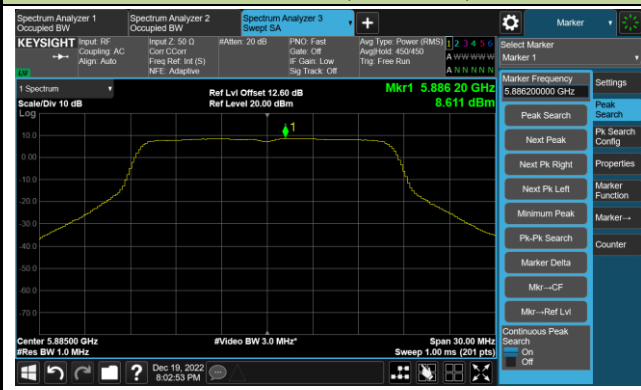 Spectrum Analyzer 1
Occupied BW
Spectrum Analyzer 2
Occupied BW
Spectrum Analyzer 3
Swept SA
+
Marker
KEYSIGHT
Input: RF
Coupling: AC
Align: Auto
Input Z: 50 Ω
Corr CCorr
Freq Ref: Int (S)
NFE: Adaptive
#Atten: 20 dB
PNO: Fast
Gate: Off
IF Gain: Low
Sig Track: Off
Avg Type: Power (RMS)
Avg|Hold: 450/450
Trig: Free Run
1 2 3 4 5 6
A W W W W W
A N N N N N
LW
Select Marker
Marker 1
1 Spectrum
Scale/Div 10 dB
Log
Ref Lvl Offset 12.60 dB
Ref Level 20.00 dBm
Mkr1 5.886 20 GHz
8.611 dBm
1
10.0
0.00
-10.0
-20.0
-30.0
-40.0
-50.0
-60.0
-70.0
Center 5.88500 GHz
#Res BW 1.0 MHz
#Video BW 3.0 MHz*
Span 30.00 MHz
Sweep 1.00 ms (201 pts)
Marker Frequency
5.886200000 GHz
Peak Search
Next Peak
Next Pk Right
Next Pk Left
Minimum Peak
Pk-Pk Search
Marker Delta
Mkr→CF
Mkr→Ref Lvl
Continuous Peak
Search
On
Off
Settings
Peak
Search
Pk Search
Config
Properties
Marker
Function
Marker→
Counter
?
Dec 19, 2022
8:02:53 PM